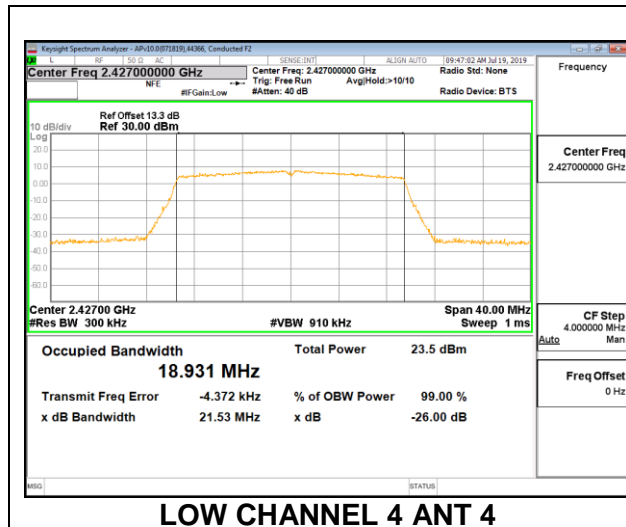 Keysight Spectrum Analyzer - APv10.0(071819),44366, Conducted F2
L RF 50 Ω AC SENSE:INT ALIGN AUTO 09:47:02 AM Jul 19, 2019
Center Freq 2.427000000 GHz
NFE
#IFGain:Low
Center Freq: 2.427000000 GHz
Trig: Free Run Avg|Hold:>10/10
#Atten: 40 dB
Radio Std: None
Radio Device: BTS
Frequency
Ref Offset 13.3 dB
10 dB/div Ref 30.00 dBm
Log
20.0
10.0
0.00
-10.0
-20.0
-30.0
-40.0
-50.0
-60.0
Center Freq
2.427000000 GHz
Center 2.42700 GHz Span 40.00 MHz
#Res BW 300 kHz #VBW 910 kHz Sweep 1 ms
CF Step
4.000000 MHz
Auto Man
Occupied Bandwidth Total Power 23.5 dBm
18.931 MHz
Transmit Freq Error -4.372 kHz % of OBW Power 99.00 %
x dB Bandwidth 21.53 MHz x dB -26.00 dB
Freq Offset
0 Hz
MSG STATUS
LOW CHANNEL 4 ANT 4